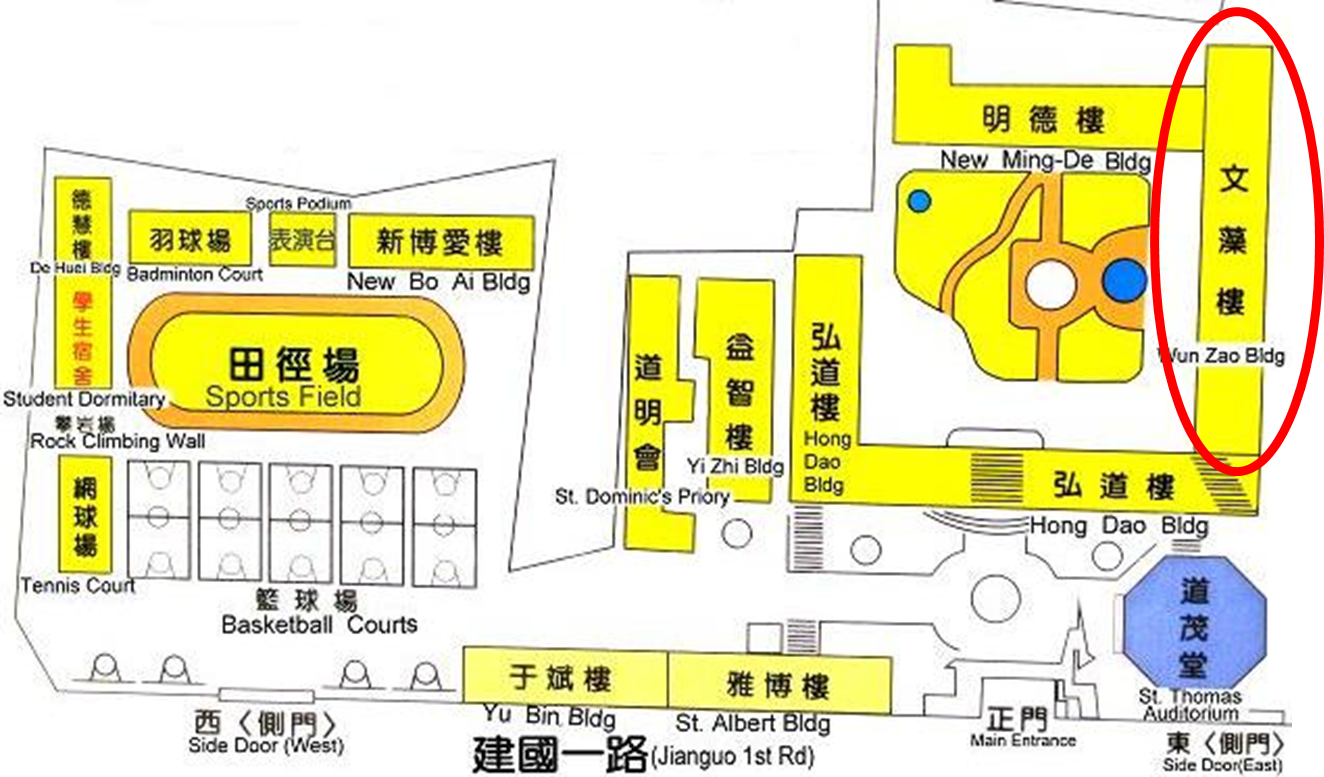 明德樓
New Ming-De Bldg
文藻樓
Wun Zao Bldg
德慧樓
De Huei Bldg
羽球場
Badminton Court
Sports Podium
表演台
新博愛樓
New Bo Ai Bldg
學生宿舍
Student Dormitary
田徑場
Sports Field
攀岩場
Rock Climbing Wall
網球場
Tennis Court
籃球場
Basketball Courts
道明會
St. Dominic's Priory
益智樓
Yi Zhi Bldg
弘道樓
Hong
Dao
Bldg
弘道樓
Hong Dao Bldg
道茂堂
St. Thomas
Auditorium
于斌樓
Yu Bin Bldg
雅博樓
St. Albert Bldg
西〈側門〉
Side Door (West)
建國一路(Jianguo 1st Rd)
正門
Main Entrance
東〈側門〉
Side Door(East)